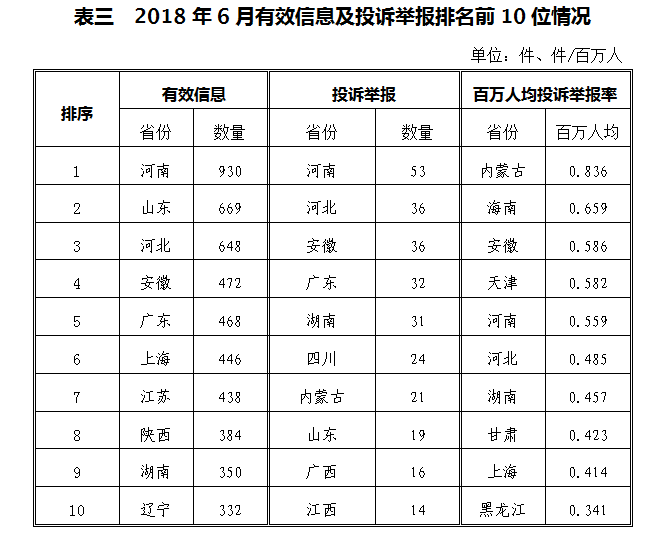 表三 2018 年 6 月有效信息及投诉举报排名前 10 位情况
单位：件、件/百万人
排序 有效信息 投诉举报 百万人均投诉举报率
省份 数量 省份 数量 省份 百万人均
1 河南 930 河南 53 内蒙古 0.836
2 山东 669 河北 36 海南 0.659
3 河北 648 安徽 36 安徽 0.586
4 安徽 472 广东 32 天津 0.582
5 广东 468 湖南 31 河南 0.559
6 上海 446 四川 24 河北 0.485
7 江苏 438 内蒙古 21 湖南 0.457
8 陕西 384 山东 19 甘肃 0.423
9 湖南 350 广西 16 上海 0.414
10 辽宁 332 江西 14 黑龙江 0.341